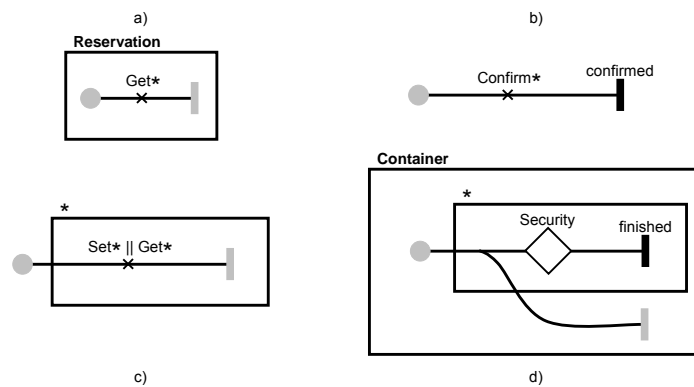 a)
Reservation
Get*
b)
Confirm*
confirmed
*
Set* || Get*
c)
Container
*
Security
finished
d)